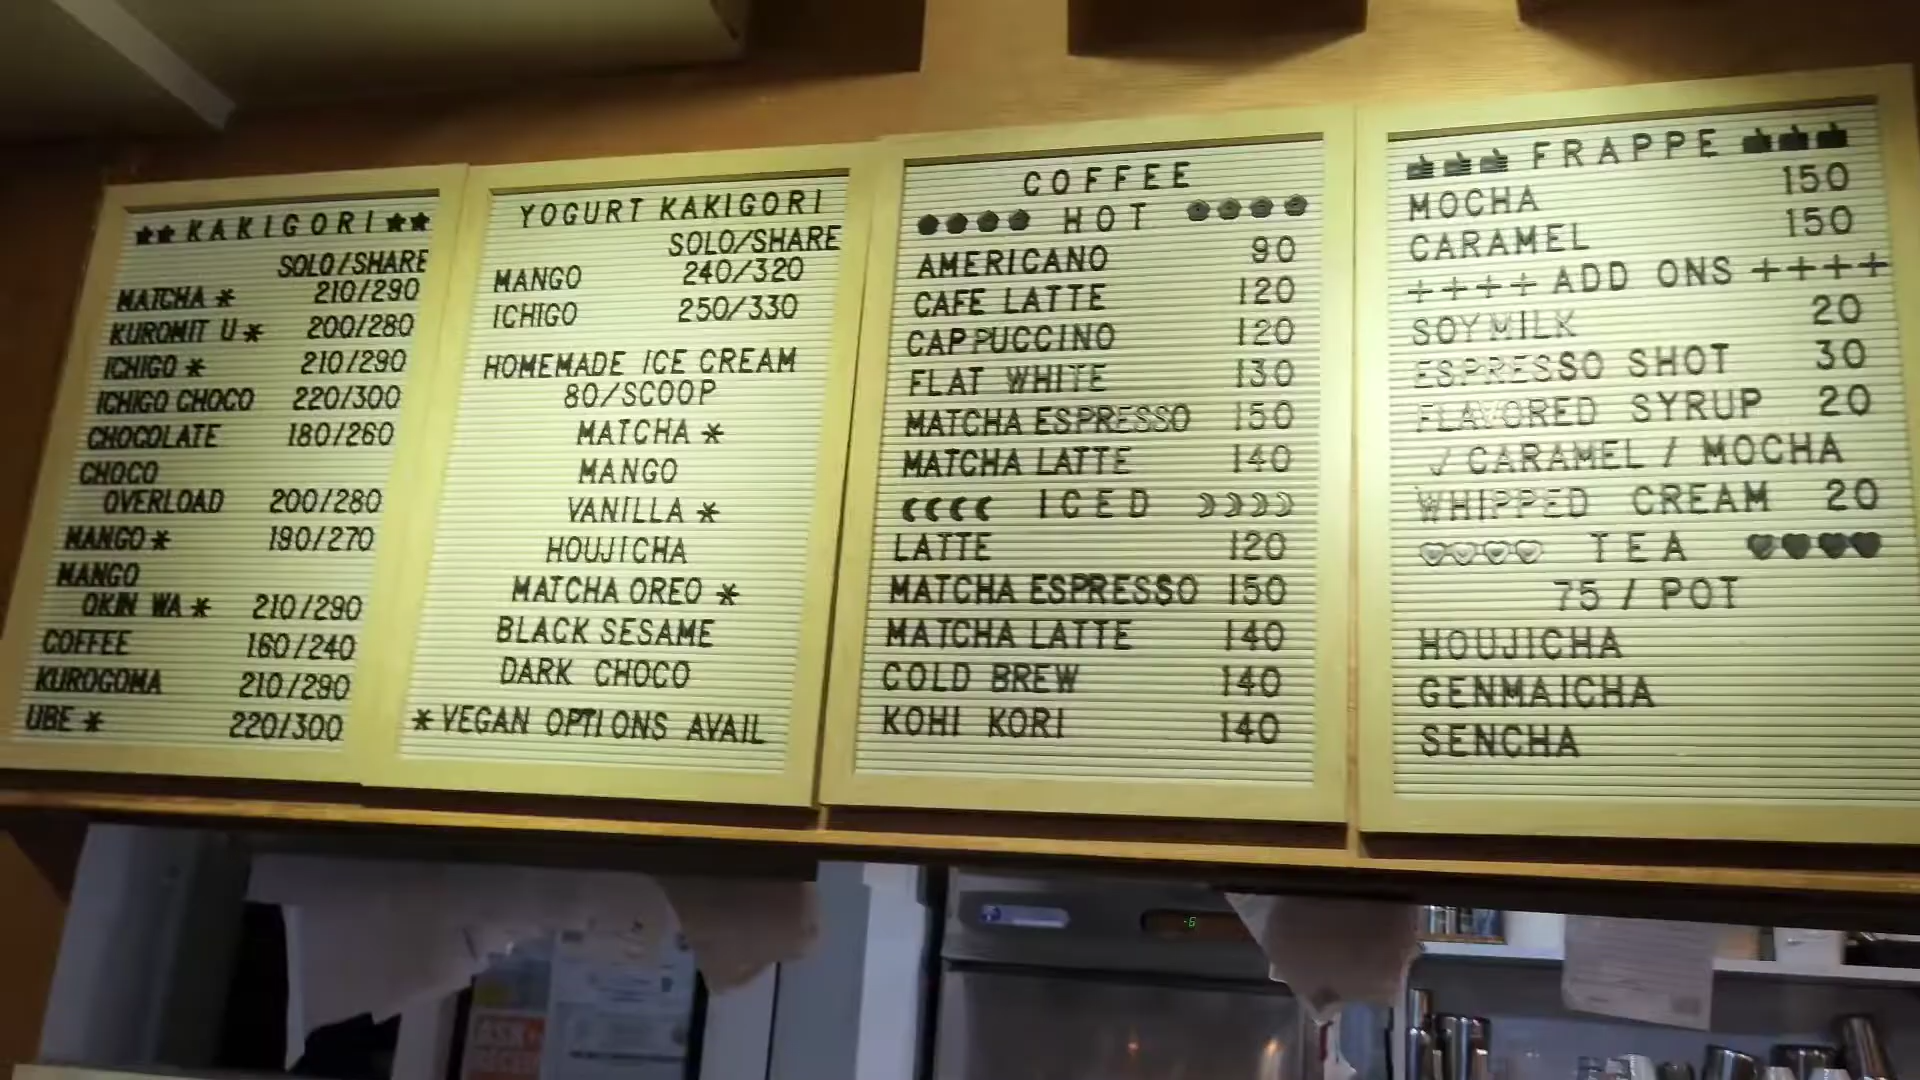 KAKIGORI
SOLO/SHARE
MATCHA * 210/290
KUROMIT U * 200/280
ICHIGO * 210/290
ICHIGO CHOCO 220/300
CHOCOLATE 180/260
CHOCO
OVERLOAD 200/280
MANGO * 190/270
MANGO
OKIN WA * 210/290
COFFEE 160/240
KUROGOMA 210/290
UBE * 220/300
YOGURT KAKIGORI
SOLO/SHARE
MANGO 240/320
ICHIGO 250/330
HOMEMADE ICE CREAM
80/SCOOP
MATCHA *
MANGO
VANILLA *
HOUJICHA
MATCHA OREO *
BLACK SESAME
DARK CHOCO
* VEGAN OPTIONS AVAIL
COFFEE
HOT
AMERICANO 90
CAFE LATTE 120
CAPPUCCINO 120
FLAT WHITE 130
MATCHA ESPRESSO 150
MATCHA LATTE 140
ICED
LATTE 120
MATCHA ESPRESSO 150
MATCHA LATTE 140
COLD BREW 140
KOHI KORI 140
FRAPPE
MOCHA 150
CARAMEL 150
++++ ADD ONS ++++
SOYMILK 20
ESPRESSO SHOT 30
FLAVORED SYRUP 20
✓ CARAMEL / MOCHA
WHIPPED CREAM 20
TEA
75 / POT
HOUJICHA
GENMAICHA
SENCHA
-6